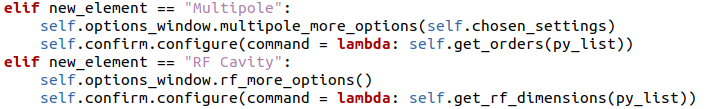 elif new_element == "Multipole":
    self.options_window.multipole_more_options(self.chosen_settings)
    self.confirm.configure(command = lambda: self.get_orders(py_list))
elif new_element == "RF Cavity":
    self.options_window.rf_more_options()
    self.confirm.configure(command = lambda: self.get_rf_dimensions(py_list))